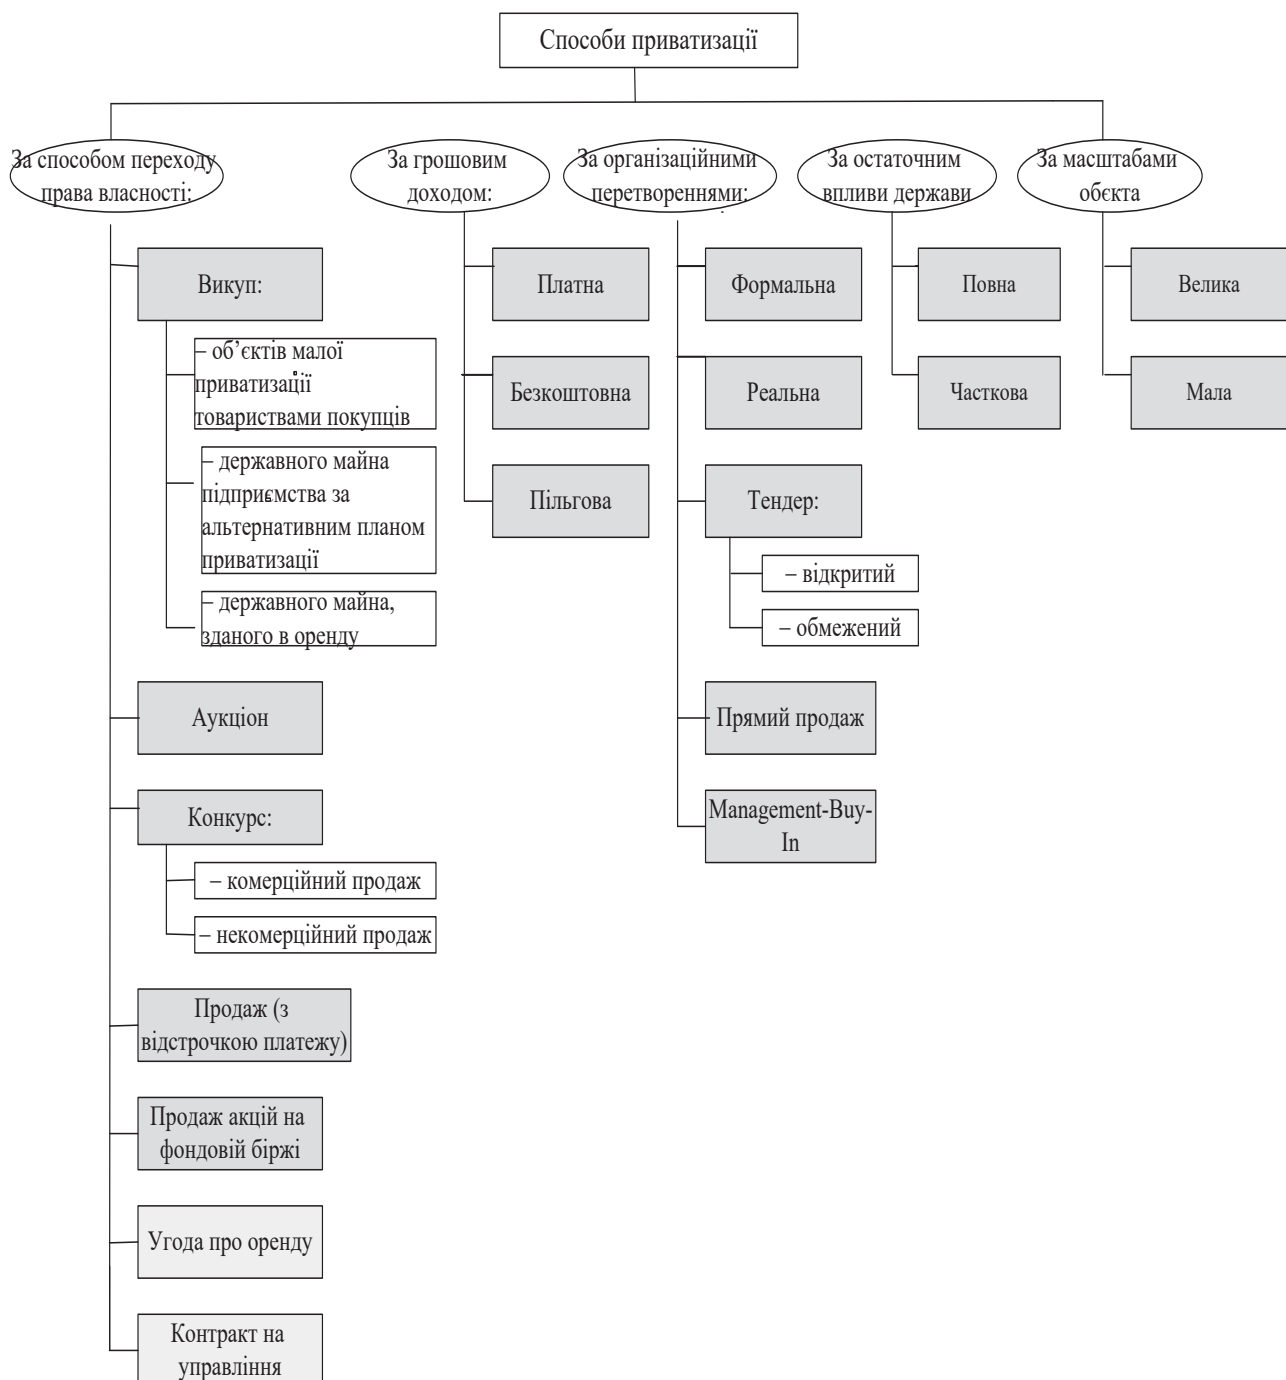 Способи приватизації
За способом переходу
права власності:
За грошовим
доходом:
За організаційними
перетвореннями:
За остаточним
впливи держави
За масштабами
обєкта
Викуп:
– об’єктів малої
приватизації
товариствами покупців
– державного майна
підприємства за
альтернативним планом
приватизації
– державного майна,
зданого в оренду
Аукціон
Конкурс:
– комерційний продаж
– некомерційний продаж
Продаж (з
відстрочкою платежу)
Продаж акцій на
фондовій біржі
Угода про оренду
Контракт на
управління
Платна
Безкоштовна
Пільгова
Формальна
Реальна
Тендер:
– відкритий
– обмежений
Прямий продаж
Management-Buy-
In
Повна
Часткова
Велика
Мала